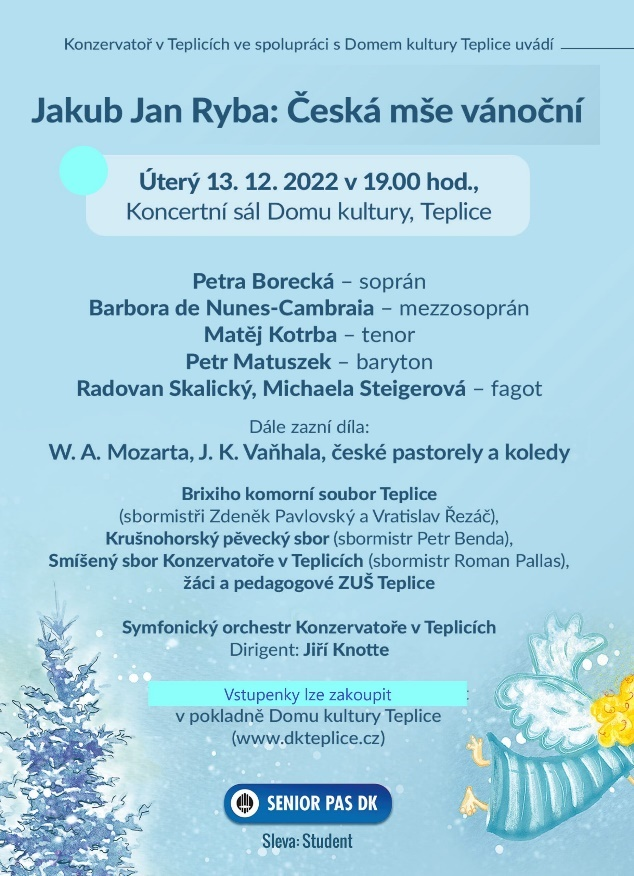 Konzervatoř v Teplicích ve spolupráci s Domem kultury Teplice uvádí
Jakub Jan Ryba: Česká mše vánoční
Úterý 13. 12. 2022 v 19.00 hod.,
Koncertní sál Domu kultury, Teplice
Petra Borecká – soprán
Barbora de Nunes-Cambraia – mezzosoprán
Matěj Kotrba – tenor
Petr Matuszek – baryton
Radovan Skalický, Michaela Steigerová – fagot
Dále zazní díla:
W. A. Mozarta, J. K. Vaňhala, české pastorely a koledy
Brixiho komorní soubor Teplice
(sbormistři Zdeněk Pavlovský a Vratislav Řezáč),
Krušnohorský pěvecký sbor (sbormistr Petr Benda),
Smíšený sbor Konzervatoře v Teplicích (sbormistr Roman Pallas),
žáci a pedagogové ZUŠ Teplice
Symfonický orchestr Konzervatoře v Teplicích
Dirigent: Jiří Knotte
Vstupenky lze zakoupit :
v pokladně Domu kultury Teplice
(www.dkteplice.cz)
SENIOR PAS DK
Sleva: Student